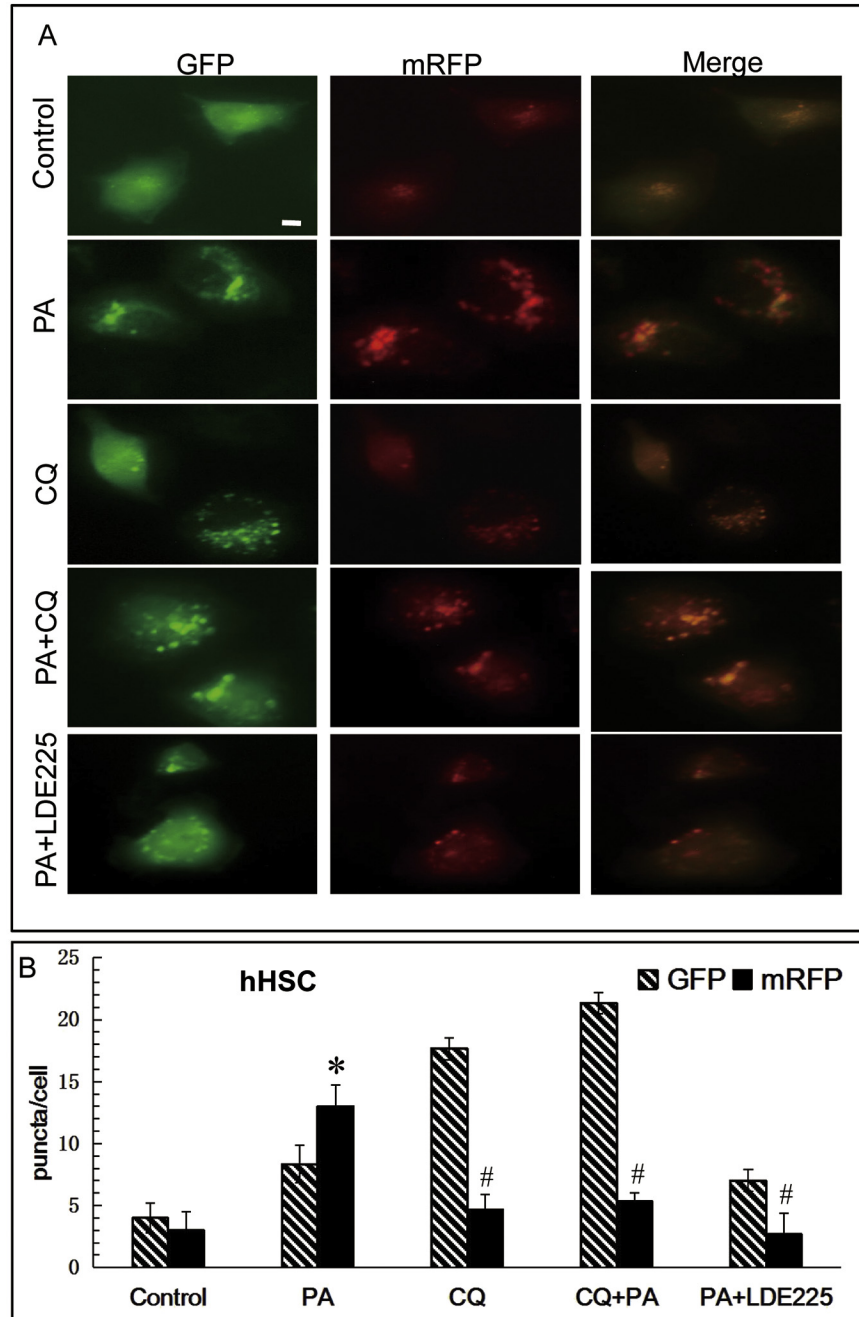 A
GFP mRFP Merge
Control
PA
CQ
PA+CQ
PA+LDE225
B
hHSC
GFP mRFP
puncta/cell
25
20
15
10
5
0
*
#
#
#
Control PA CQ CQ+PA PA+LDE225